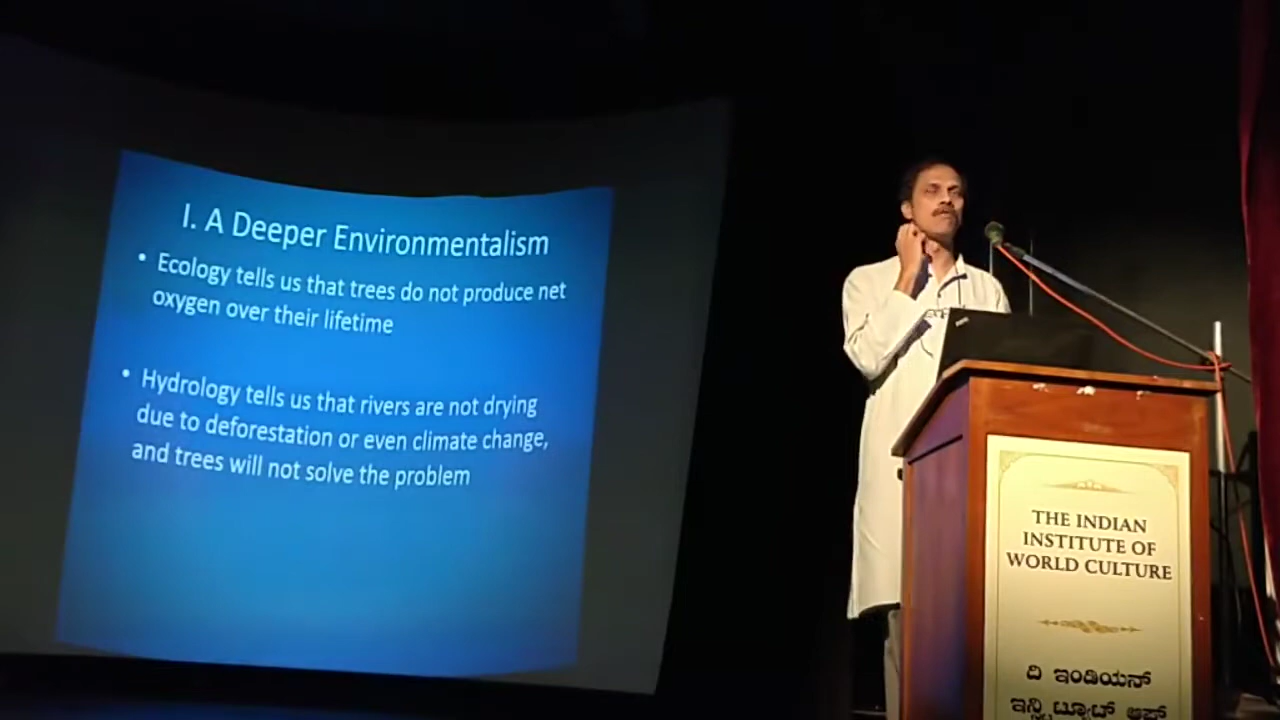 I. A Deeper Environmentalism
• Ecology tells us that trees do not produce net
oxygen over their lifetime
• Hydrology tells us that rivers are not drying
due to deforestation or even climate change,
and trees will not solve the problem
THE INDIAN
INSTITUTE OF
WORLD CULTURE
ದಿ ಇಂಡಿಯನ್
ಇನ್ಸ್ಟಿಟ್ಯೂಟ್ ಆಫ್